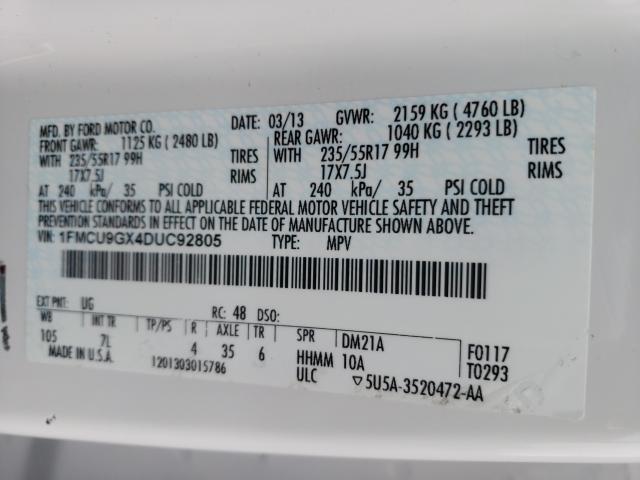 MFD. BY FORD MOTOR CO. DATE: 03/13 GVWR: 2159 KG ( 4760 LB)
FRONT GAWR: 1125 KG ( 2480 LB) REAR GAWR: 1040 KG ( 2293 LB)
WITH 235/55R17 99H TIRES WITH 235/55R17 99H TIRES
17X7.5J RIMS 17X7.5J RIMS
AT 240 kPa/ 35 PSI COLD AT 240 kPa/ 35 PSI COLD
THIS VEHICLE CONFORMS TO ALL APPLICABLE FEDERAL MOTOR VEHICLE SAFETY AND THEFT
PREVENTION STANDARDS IN EFFECT ON THE DATE OF MANUFACTURE SHOWN ABOVE.
VIN: 1FMCU9GX4DUC92805 TYPE: MPV
EXT PNT: UG RC: 48 DSO:
WB INT TR TP/PS R AXLE TR SPR DM21A F0117
105 7L 4 35 6 HHMM 10A T0293
MADE IN U.S.A. 1201303015786 ULC ▽5U5A-3520472-AA